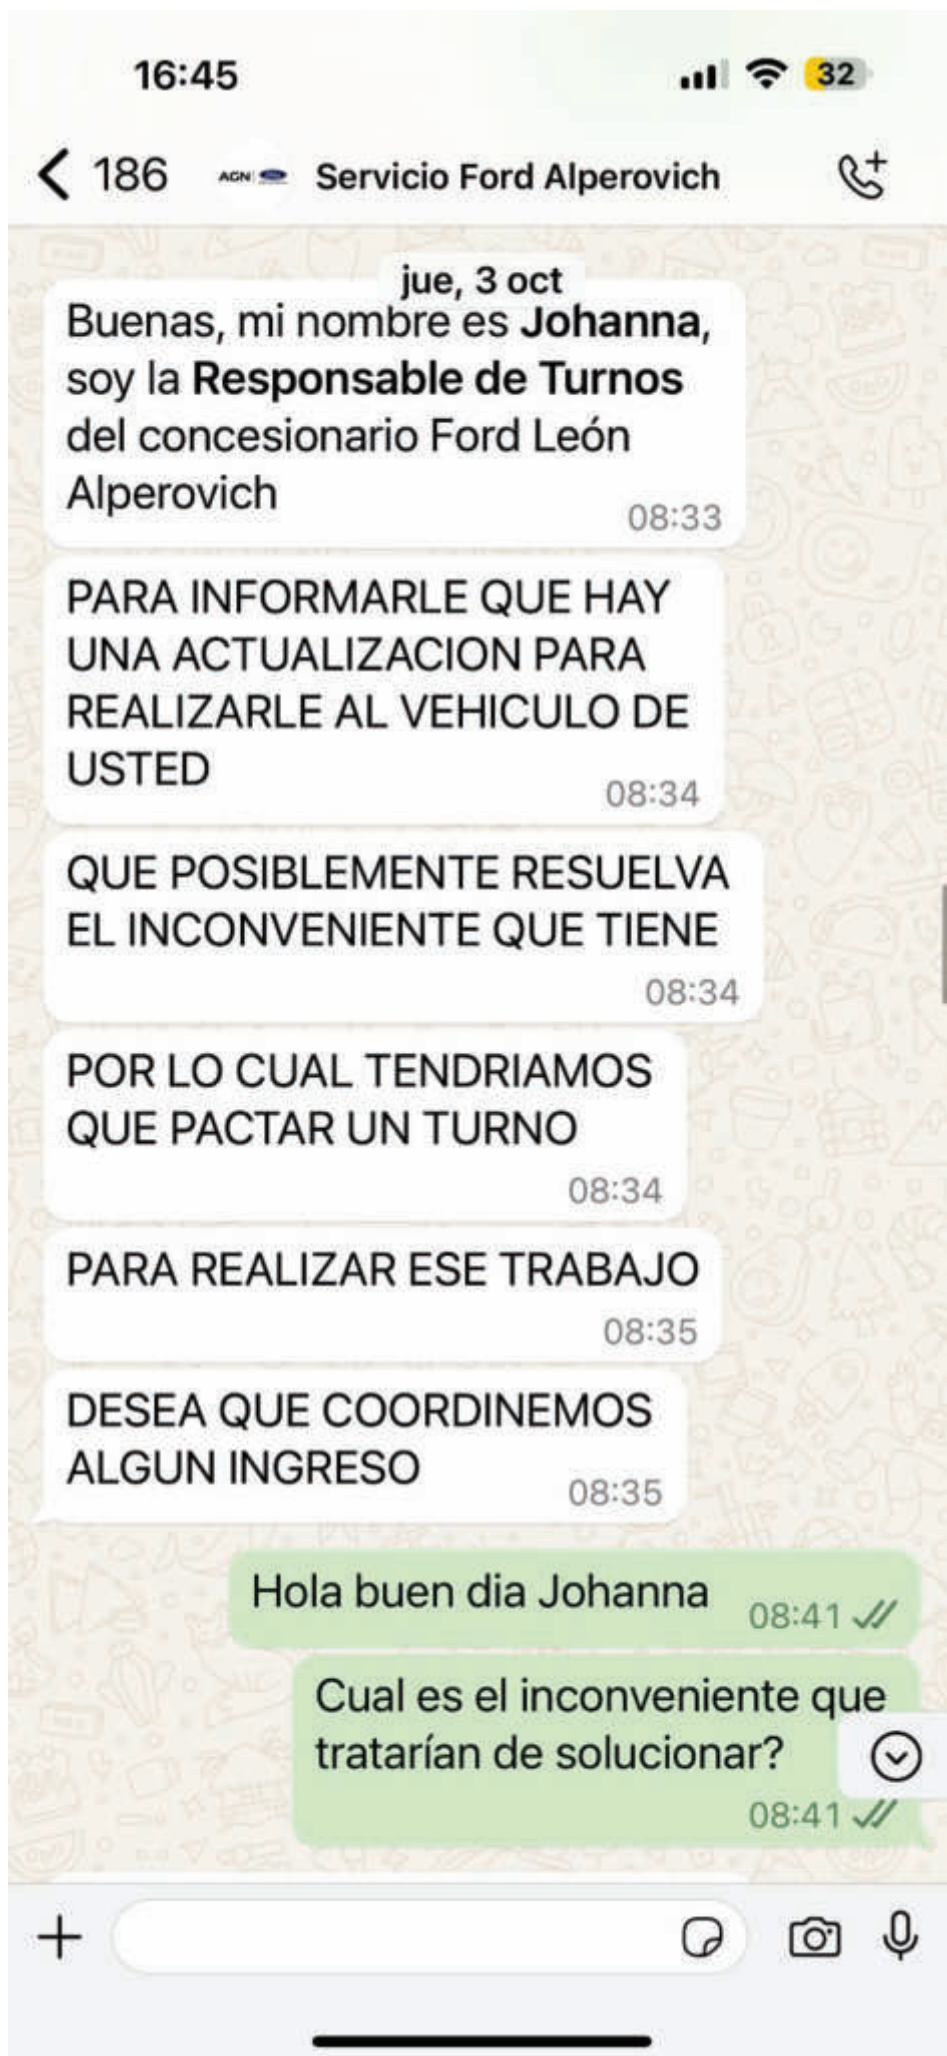 16:45
32
186
AGN
Servicio Ford Alperovich
jue, 3 oct
Buenas, mi nombre es Johanna,
soy la Responsable de Turnos
del concesionario Ford León
Alperovich
08:33
PARA INFORMARLE QUE HAY
UNA ACTUALIZACION PARA
REALIZARLE AL VEHICULO DE
USTED
08:34
QUE POSIBLEMENTE RESUELVA
EL INCONVENIENTE QUE TIENE
08:34
POR LO CUAL TENDRIAMOS
QUE PACTAR UN TURNO
08:34
PARA REALIZAR ESE TRABAJO
08:35
DESEA QUE COORDINEMOS
ALGUN INGRESO
08:35
Hola buen dia Johanna
08:41
Cual es el inconveniente que
tratarían de solucionar?
08:41